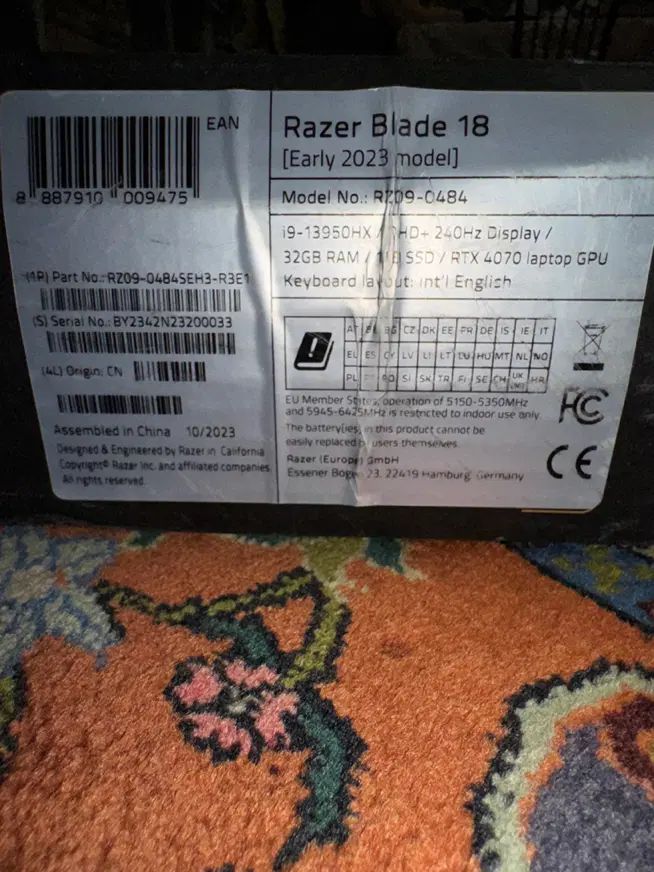 EAN
8 887910 009475
(1P) Part No.: RZ09-0484SEH3-R3E1
(S) Serial No.: BY2342N23200033
(4L) Origin: CN
Assembled in China 10/2023
Designed & Engineered by Razer in California
Copyright© Razer Inc. and affiliated companies
All rights reserved.
Razer Blade 18
[Early 2023 model]
Model No.: RZ09-0484
i9-13950HX / QHD+ 240Hz Display /
32GB RAM / 1TB SSD / RTX 4070 laptop GPU
Keyboard layout: Int'l English
AT BE BG CZ DK EE FR DE IS IE IT
EL ES CY LV LI LT LU HU MT NL NO
PL RO SI SK TR FI SE CH UK (NI) HR
EU Member States, operation of 5150-5350MHz
and 5945-6425MHz is restricted to indoor use only.
The battery(ies) in this product cannot be
easily replaced by users themselves.
Razer (Europe) GmbH
Essener Bogen 23, 22419 Hamburg, Germany
FC
CE